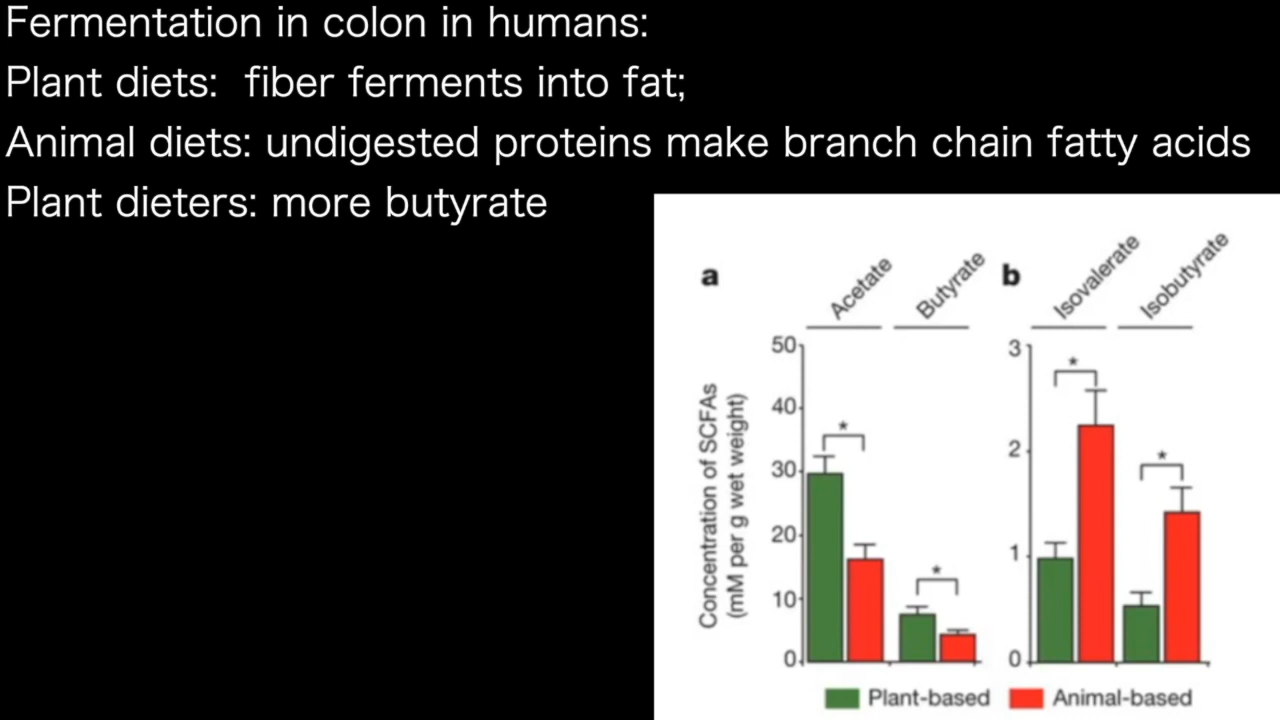 Fermentation in colon in humans:
Plant diets:  fiber ferments into fat;
Animal diets: undigested proteins make branch chain fatty acids
Plant dieters: more butyrate
a
Acetate
Butyrate
b
Isovalerate
Isobutyrate
Concentration of SCFAs
(mM per g wet weight)
50
40
30
20
10
0
*
*
3
2
1
0
*
*
Plant-based
Animal-based